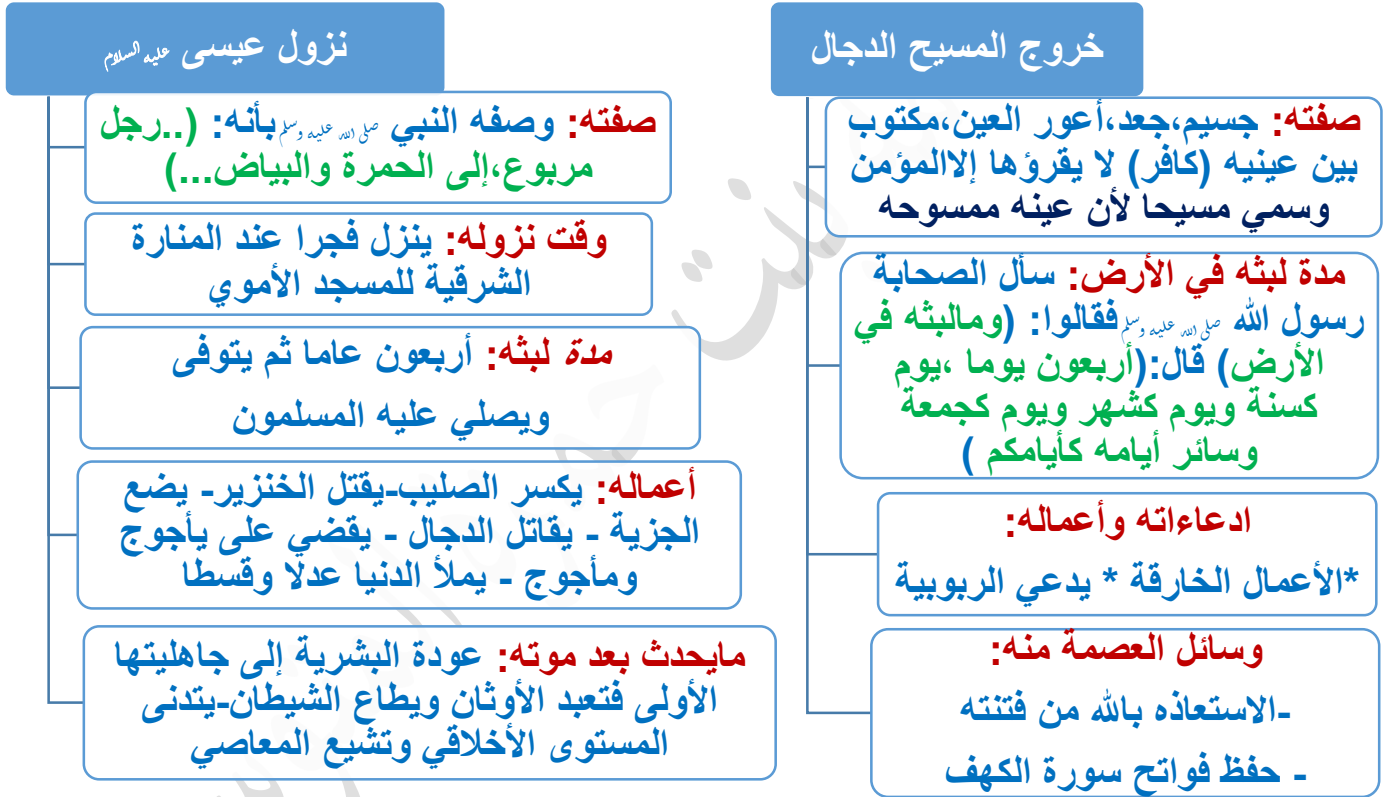 خروج المسيح الدجال
صفته: جسيم،جعد،أعور العين،مكتوب
بين عينيه (كافر) لا يقرؤها إلاالمؤمن
وسمي مسيحا لأن عينه ممسوحه
مدة لبثه في الأرض: سأل الصحابة
رسول الله صلى الله عليه وسلم فقالوا: (ومالبثه في
الأرض) قال:(أربعون يوما ،يوم
كسنة ويوم كشهر ويوم كجمعة
وسائر أيامه كأيامكم )
ادعاءاته وأعماله:
*الأعمال الخارقة * يدعي الربوبية
وسائل العصمة منه:
-الاستعاذه بالله من فتنته
- حفظ فواتح سورة الكهف
نزول عيسى عليه السلام
صفته: وصفه النبي صلى الله عليه وسلم بأنه: (..رجل
مربوع،إلى الحمرة والبياض...)
وقت نزوله: ينزل فجرا عند المنارة
الشرقية للمسجد الأموي
مدة لبثه: أربعون عاما ثم يتوفى
ويصلي عليه المسلمون
أعماله: يكسر الصليب-يقتل الخنزير- يضع
الجزية - يقاتل الدجال - يقضي على يأجوج
ومأجوج - يملأ الدنيا عدلا وقسطا
مايحدث بعد موته: عودة البشرية إلى جاهليتها
الأولى فتعبد الأوثان ويطاع الشيطان-يتدنى
المستوى الأخلاقي وتشيع المعاصي